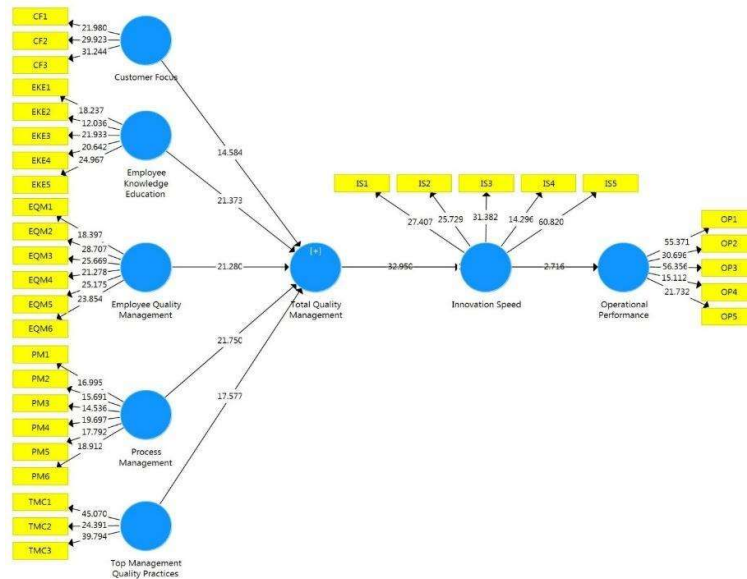 CF1
CF2
CF3
21.980
29.923
31.244
Customer Focus
EKE1
EKE2
EKE3
EKE4
EKE5
18.237
12.036
21.933
20.642
24.967
Employee
Knowledge
Education
EQM1
EQM2
EQM3
EQM4
EQM5
EQM6
18.397
28.707
25.669
21.278
25.175
23.854
Employee Quality
Management
PM1
PM2
PM3
PM4
PM5
PM6
16.995
15.691
14.536
19.697
17.792
18.912
Process
Management
TMC1
TMC2
TMC3
45.070
24.391
39.794
Top Management
Quality Practices
14.584
21.373
21.280
21.750
17.577
[+]
Total Quality
Management
32.950
IS1
IS2
IS3
IS4
IS5
27.407
25.729
31.382
14.296
60.820
Innovation Speed
2.716
Operational
Performance
55.371
30.696
56.356
15.112
21.732
OP1
OP2
OP3
OP4
OP5